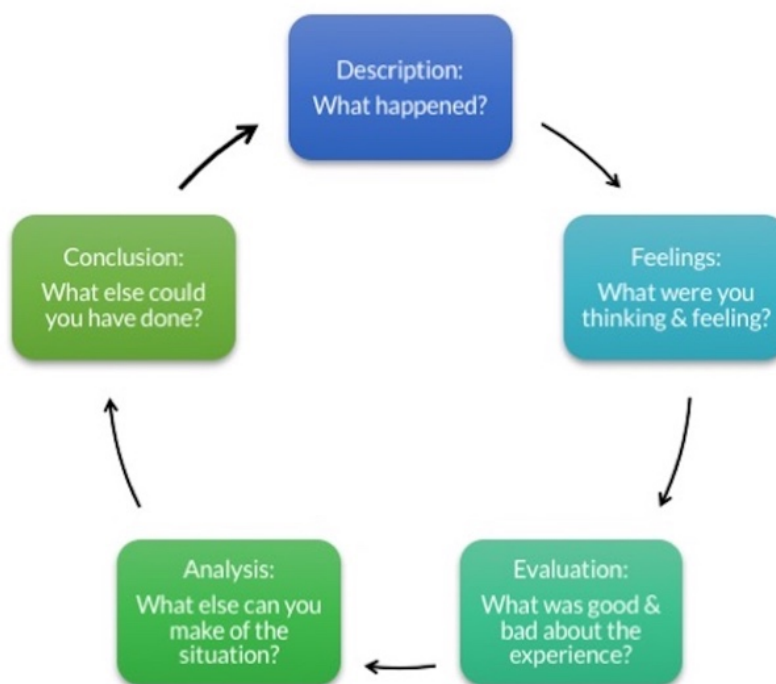 Description:
What happened?
Feelings:
What were you
thinking & feeling?
Evaluation:
What was good &
bad about the
experience?
Analysis:
What else can you
make of the
situation?
Conclusion:
What else could
you have done?